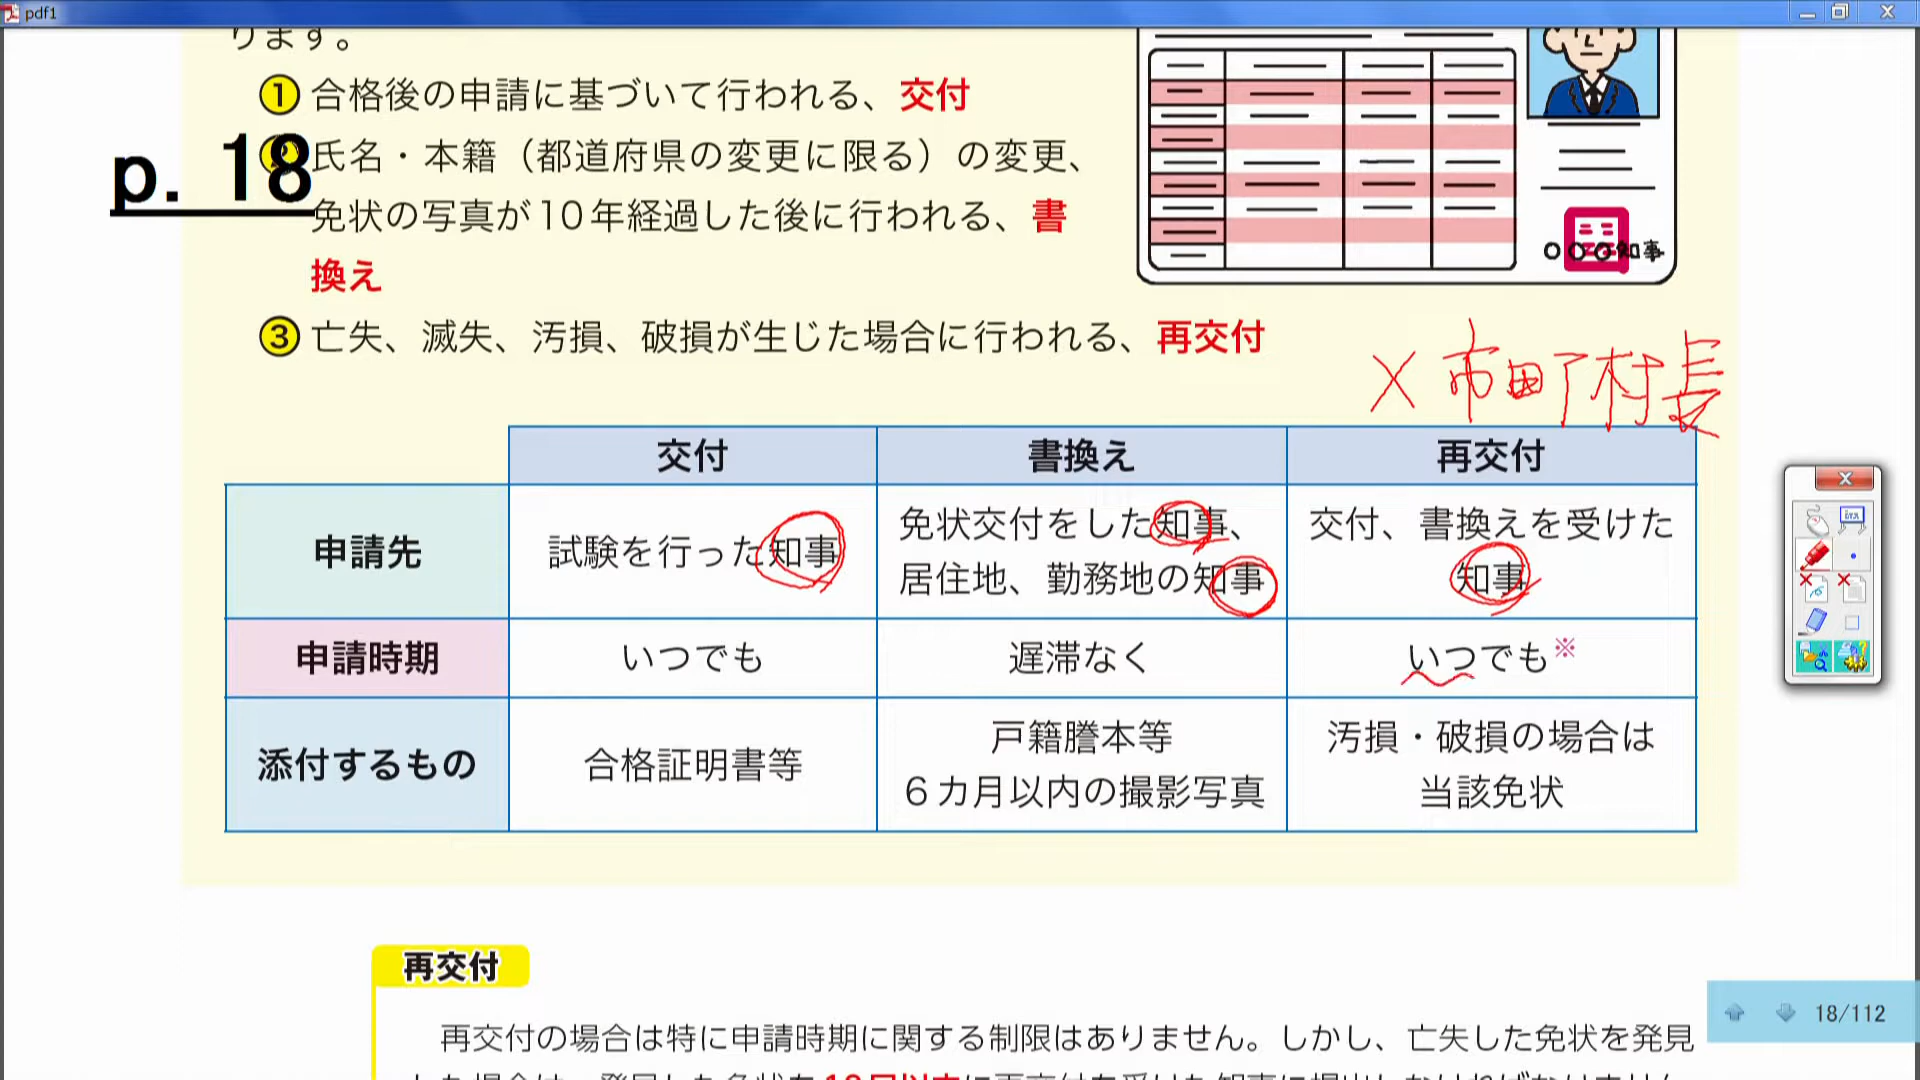 pdf1
ります。
① 合格後の申請に基づいて行われる、交付
p. 18
氏名・本籍（都道府県の変更に限る）の変更、
免状の写真が10年経過した後に行われる、書
換え
○○○知事
③ 亡失、滅失、汚損、破損が生じた場合に行われる、再交付
× 市町村長
交付 書換え 再交付
申請先
試験を行った知事
免状交付をした知事、
居住地、勤務地の知事
交付、書換えを受けた
知事
申請時期 いつでも 遅滞なく いつでも※
添付するもの
合格証明書等
戸籍謄本等
６カ月以内の撮影写真
汚損・破損の場合は
当該免状
再交付
再交付の場合は特に申請時期に関する制限はありません。しかし、亡失した免状を発見
18/112